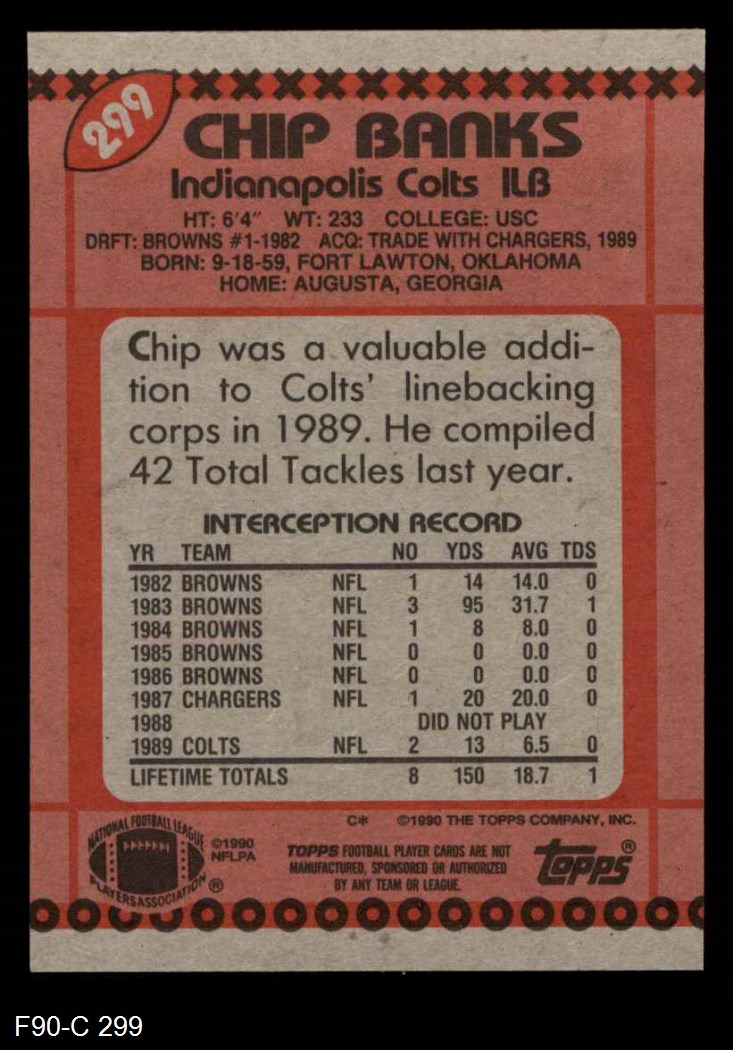 299
CHIP BANKS
Indianapolis Colts ILB
HT: 6'4" WT: 233 COLLEGE: USC
DRFT: BROWNS #1-1982 ACQ: TRADE WITH CHARGERS, 1989
BORN: 9-18-59, FORT LAWTON, OKLAHOMA
HOME: AUGUSTA, GEORGIA
Chip was a valuable addi-
tion to Colts' linebacking
corps in 1989. He compiled
42 Total Tackles last year.
INTERCEPTION RECORD
YR TEAM NO YDS AVG TDS
1982 BROWNS NFL 1 14 14.0 0
1983 BROWNS NFL 3 95 31.7 1
1984 BROWNS NFL 1 8 8.0 0
1985 BROWNS NFL 0 0 0.0 0
1986 BROWNS NFL 0 0 0.0 0
1987 CHARGERS NFL 1 20 20.0 0
1988 DID NOT PLAY
1989 COLTS NFL 2 13 6.5 0
LIFETIME TOTALS 8 150 18.7 1
C* ©1990 THE TOPPS COMPANY, INC.
NATIONAL FOOTBALL LEAGUE
PLAYERS ASSOCIATION ®
©1990
NFLPA
TOPPS FOOTBALL PLAYER CARDS ARE NOT
MANUFACTURED, SPONSORED OR AUTHORIZED
BY ANY TEAM OR LEAGUE.
topps®
F90-C 299